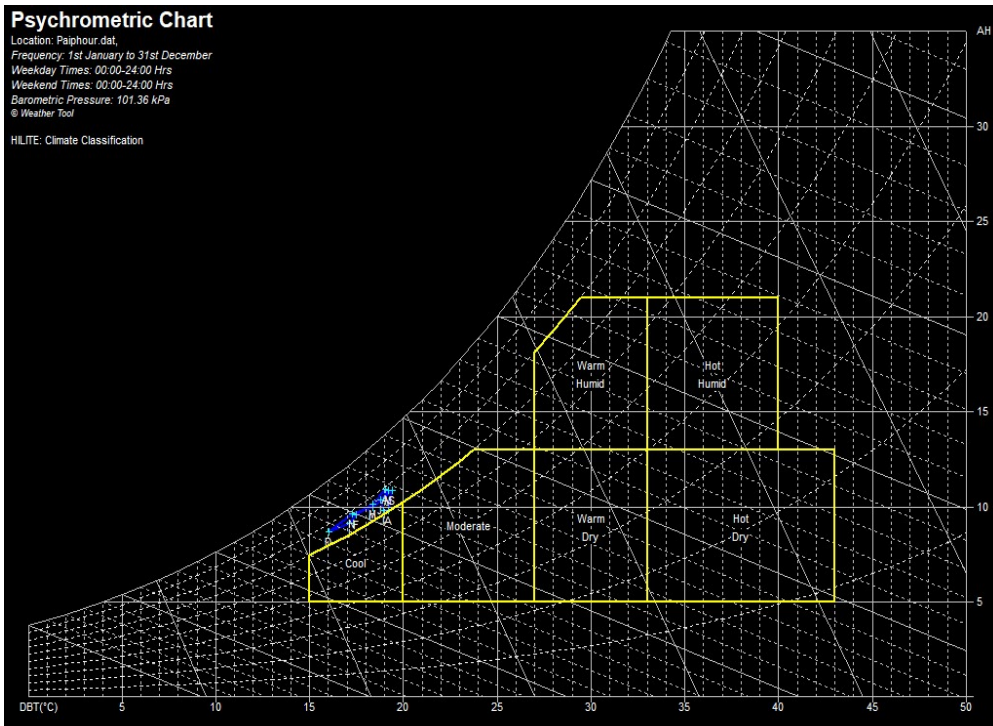 Psychrometric Chart
Location: Paiphour.dat,
Frequency: 1st January to 31st December
Weekday Times: 00:00-24:00 Hrs
Weekend Times: 00:00-24:00 Hrs
Barometric Pressure: 101.36 kPa
© Weather Tool
HILITE: Climate Classification
AH
30
25
20
15
10
5
Warm
Humid
Hot
Humid
Cool
Moderate
Warm
Dry
Hot
Dry
DBT(°C)
5
10
15
20
25
30
35
40
45
50